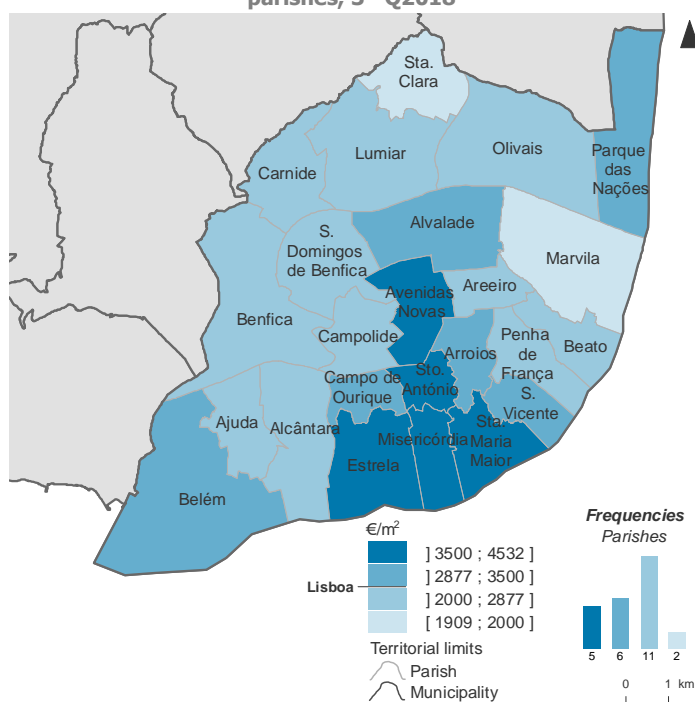 parishes, 3 Q2018
Sta.
Clara
Lumiar
Olivais
Carnide
Parque
das
Nações
Alvalade
S.
Domingos
de Benfica
Marvila
Avenidas
Novas
Areeiro
Benfica
Campolide
Penha
de
França
Beato
Arroios
Sto.
António
Campo de
Ourique
S.
Vicente
Ajuda
Alcântara
Misericórdia
Sta.
Maria
Maior
Estrela
Belém
€/m²
] 3500 ; 4532 ]
] 2877 ; 3500 ]
Lisboa
] 2000 ; 2877 ]
[ 1909 ; 2000 ]
Territorial limits
Parish
Municipality
Frequencies
Parishes
5 6 11 2
0 1 km